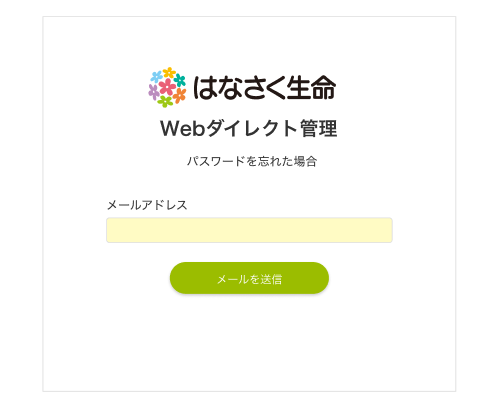 はなさく生命
Webダイレクト管理
パスワードを忘れた場合
メールアドレス
メールを送信